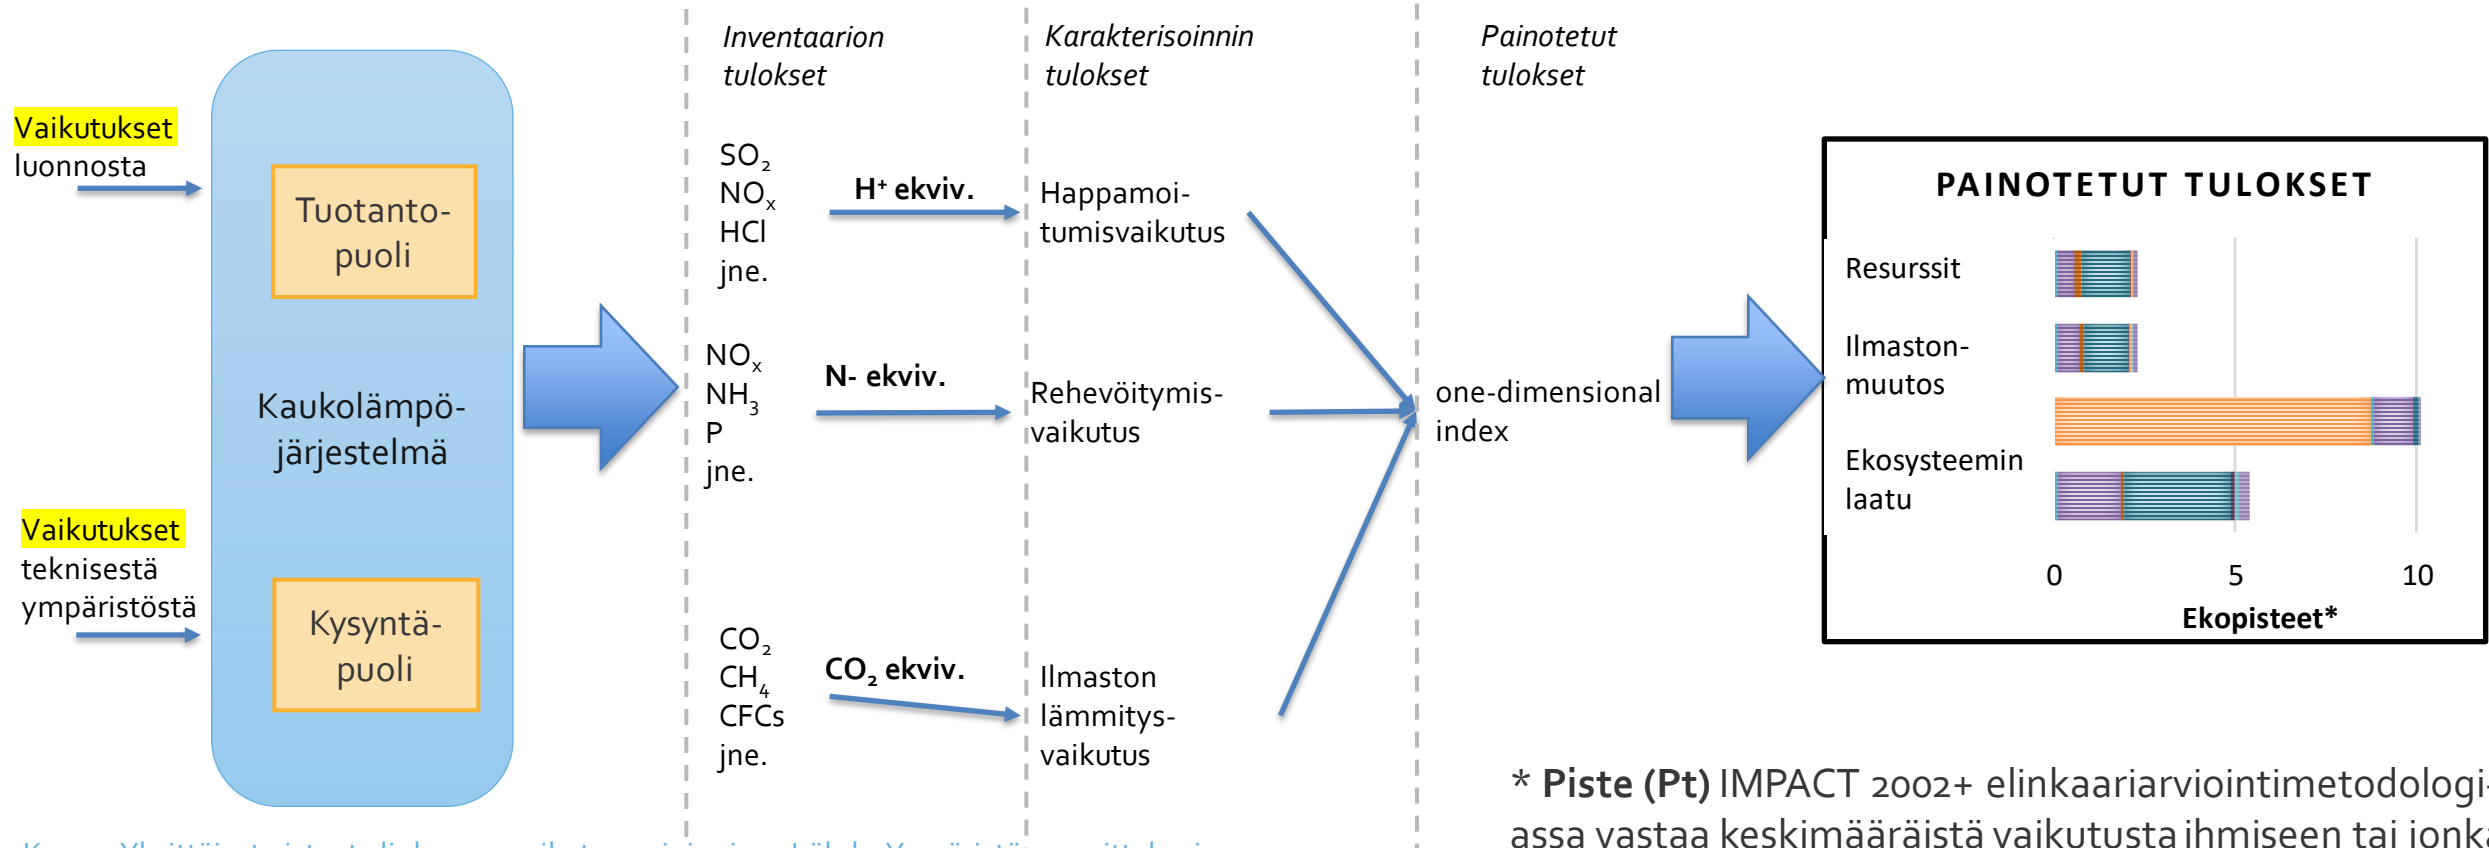 Vaikutukset
luonnosta
Vaikutukset
teknisestä
ympäristöstä
Tuotanto-
puoli
Kaukolämpö-
järjestelmä
Kysyntä-
puoli
Inventaarion
tulokset
SO₂
NOₓ
HCl
jne.
NOₓ
NH₃
P
jne.
CO₂
CH₄
CFCs
jne.
H⁺ ekviv.
N- ekviv.
CO₂ ekviv.
Karakterisoinnin
tulokset
Happamoi-
tumisvaikutus
Rehevöitymis-
vaikutus
Ilmaston
lämmitys-
vaikutus
Painotetut
tulokset
one-dimensional
index
PAINOTETUT TULOKSET
Resurssit
Ilmaston-
muutos
Ekosysteemin
laatu
0 5 10
Ekopisteet*
* Piste (Pt) IMPACT 2002+ elinkaariarviointimetodologi-
assa vastaa keskimääräistä vaikutusta ihmiseen tai jonka